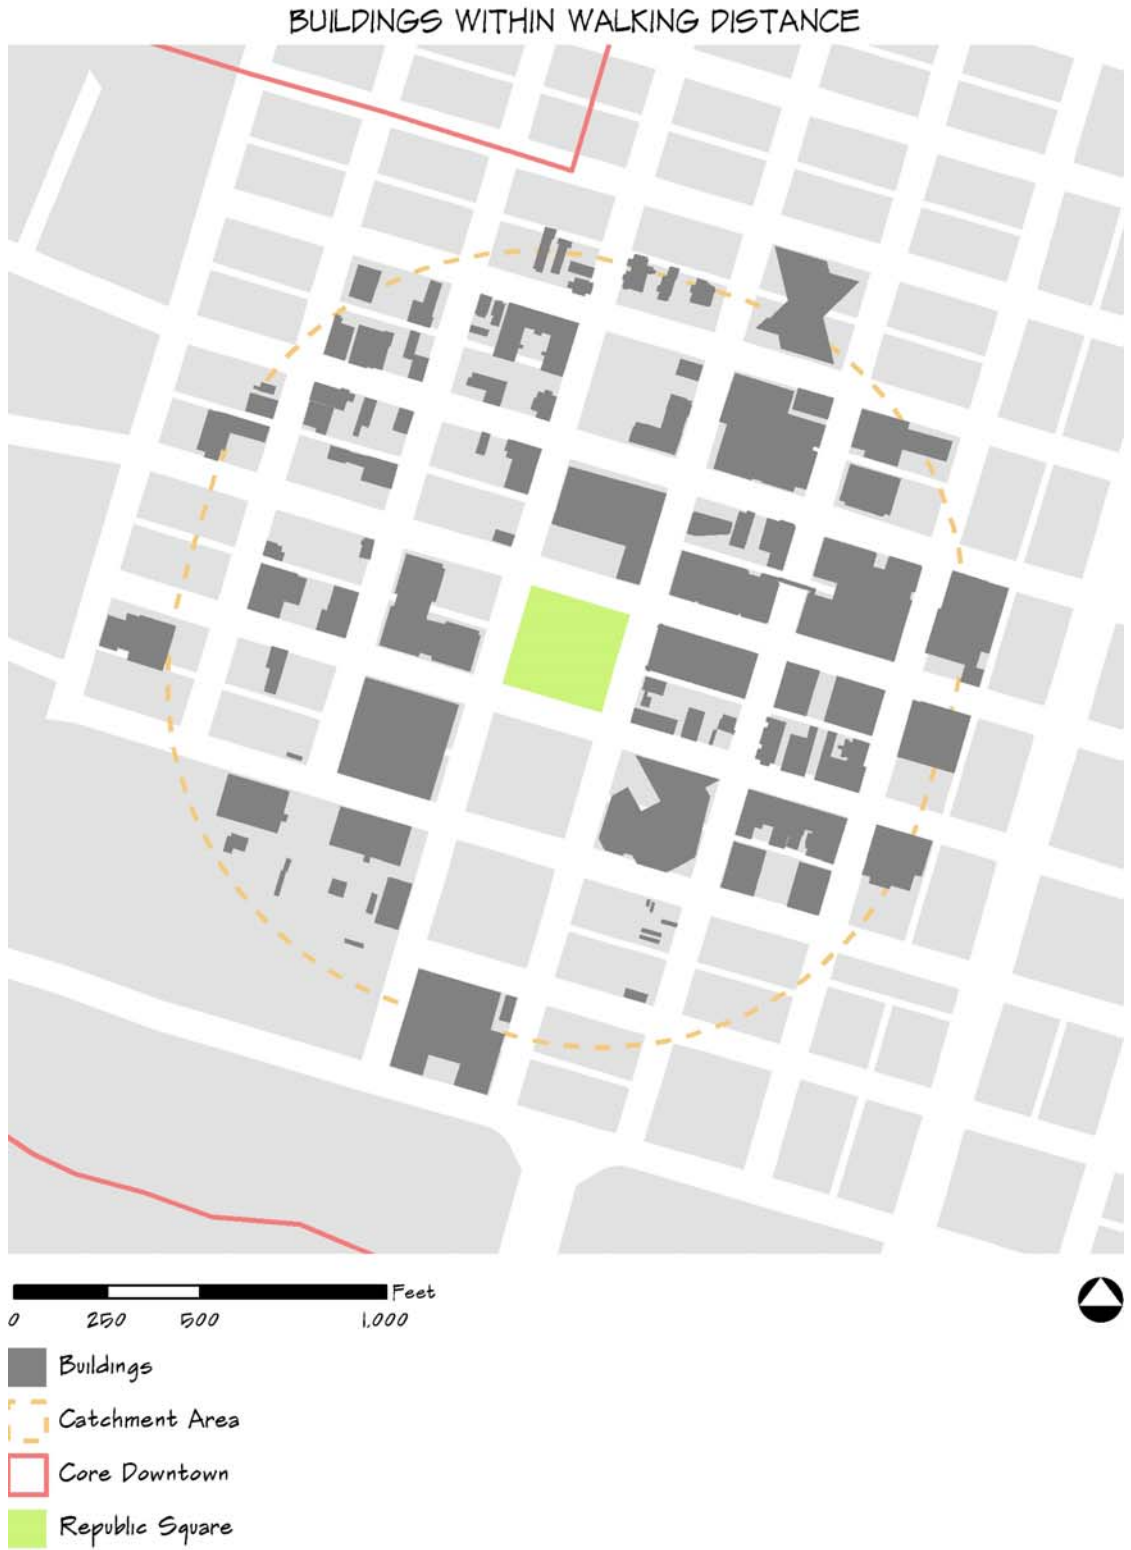 BUILDINGS WITHIN WALKING DISTANCE
Feet
0 250 500 1,000
Buildings
Catchment Area
Core Downtown
Republic Square